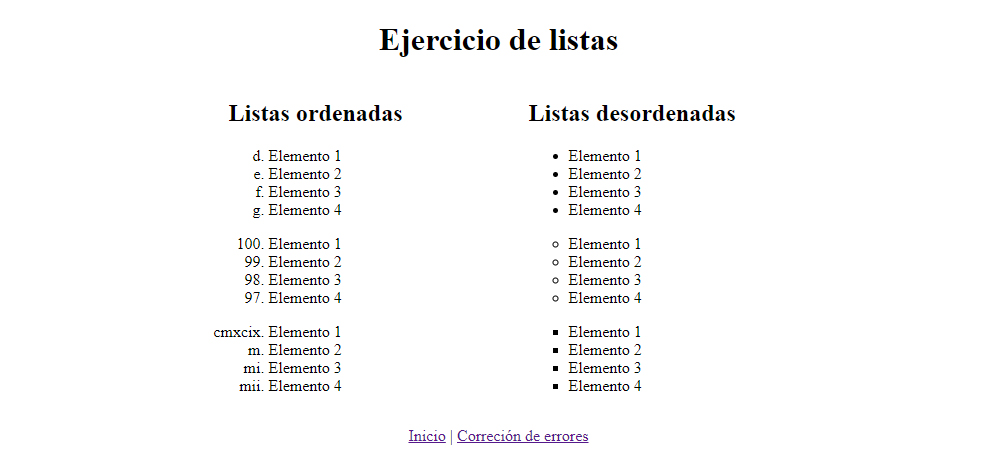 Ejercicio de listas
Listas ordenadas
d. Elemento 1
e. Elemento 2
f. Elemento 3
g. Elemento 4
100. Elemento 1
99. Elemento 2
98. Elemento 3
97. Elemento 4
cmxcix. Elemento 1
m. Elemento 2
mi. Elemento 3
mii. Elemento 4
Listas desordenadas
• Elemento 1
• Elemento 2
• Elemento 3
• Elemento 4
◦ Elemento 1
◦ Elemento 2
◦ Elemento 3
◦ Elemento 4
▪ Elemento 1
▪ Elemento 2
▪ Elemento 3
▪ Elemento 4
Inicio | Correción de errores